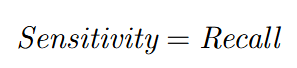 Sensitivity = Recall